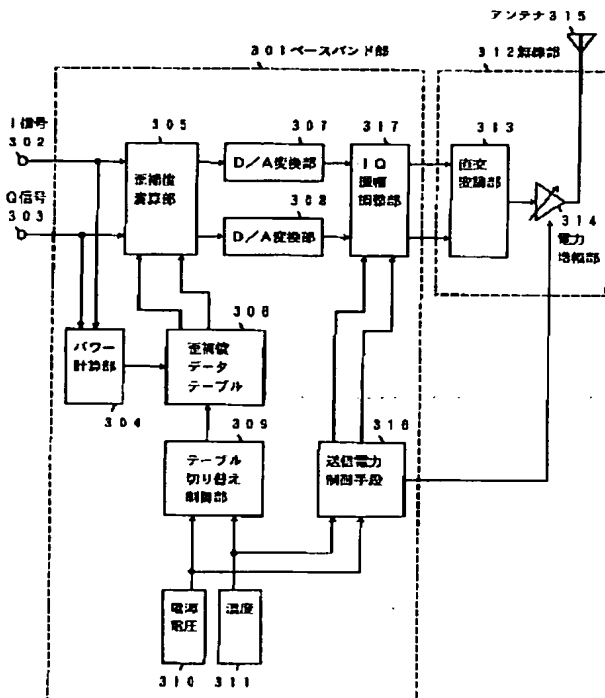 アンテナ315
301ベースバンド部
312無線部
I信号
302
305
307
317
313
歪補償
演算部
D/A変換部
IQ
振幅
調整部
直交
変調部
Q信号
303
308
D/A変換部
314
電力
増幅部
306
パワー
計算部
歪補償
データ
テーブル
304
309
316
テーブル
切り替え
制御部
送信電力
制御手段
電源
電圧
温度
310
311